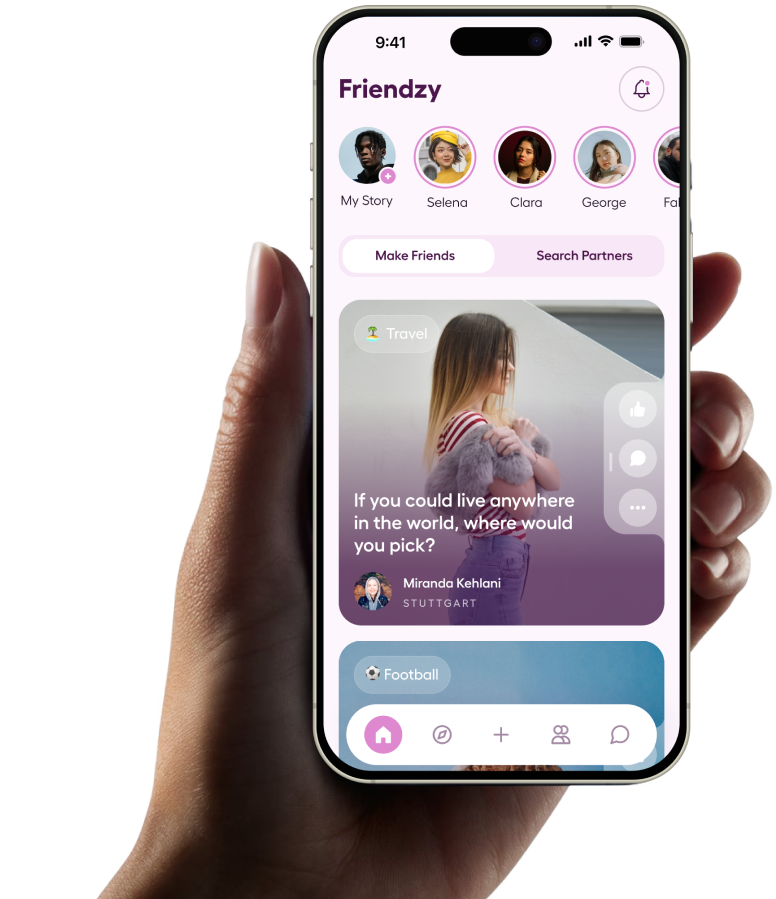 9:41
Friendzy
My Story
Selena
Clara
George
Make Friends
Search Partners
Travel
If you could live anywhere
in the world, where would
you pick?
Miranda Kehlani
STUTTGART
Football